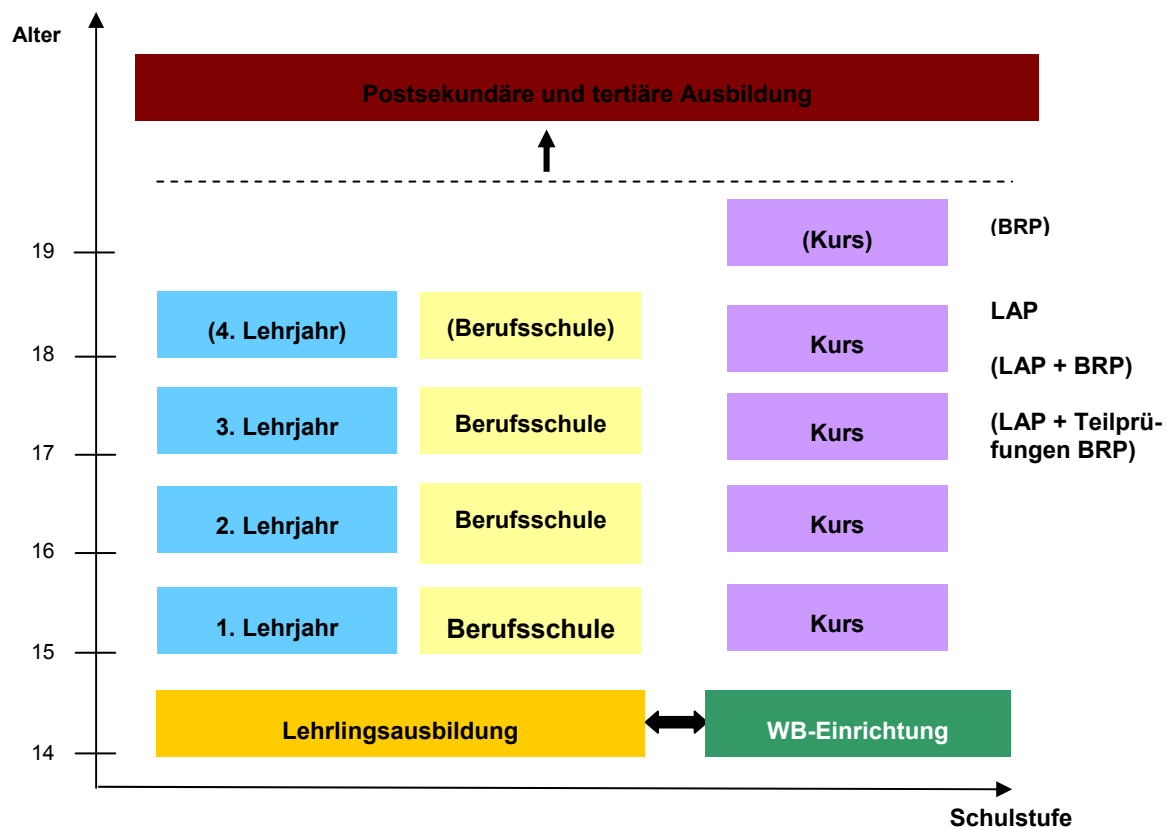 Alter
Postsekundäre und tertiäre Ausbildung
19
(Kurs)
(BRP)
18
(4. Lehrjahr)
(Berufsschule)
Kurs
LAP
(LAP + BRP)
17
3. Lehrjahr
Berufsschule
Kurs
(LAP + Teilprü-
fungen BRP)
16
2. Lehrjahr
Berufsschule
Kurs
15
1. Lehrjahr
Berufsschule
Kurs
14
Lehrlingsausbildung
WB-Einrichtung
Schulstufe